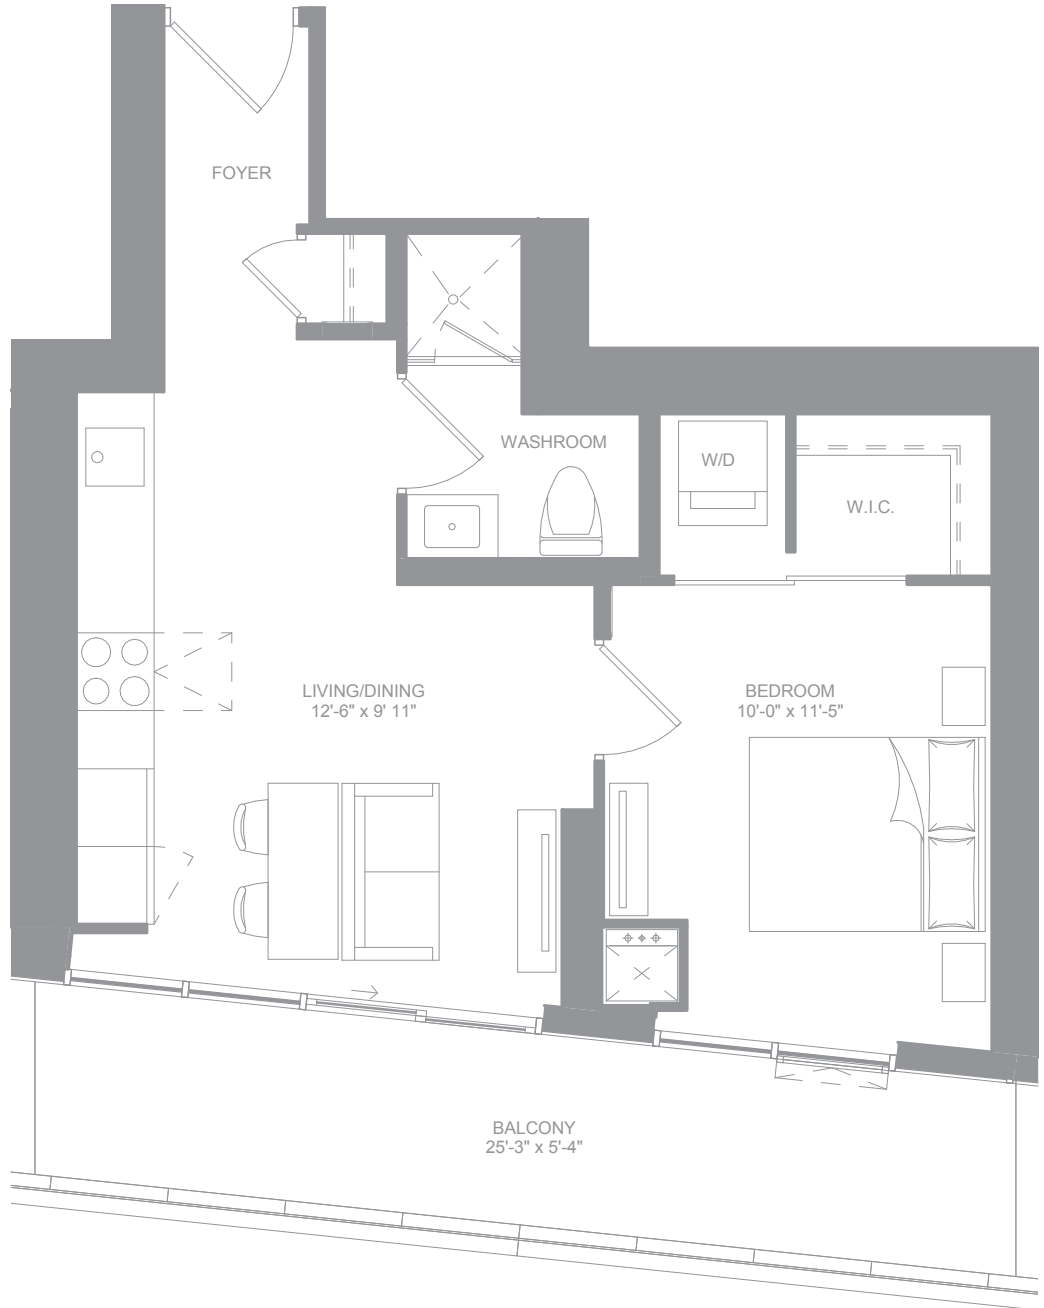 FOYER
WASHROOM
W/D
W.I.C.
LIVING/DINING
12'-6" x 9' 11"
BEDROOM
10'-0" x 11'-5"
BALCONY
25'-3" x 5'-4"